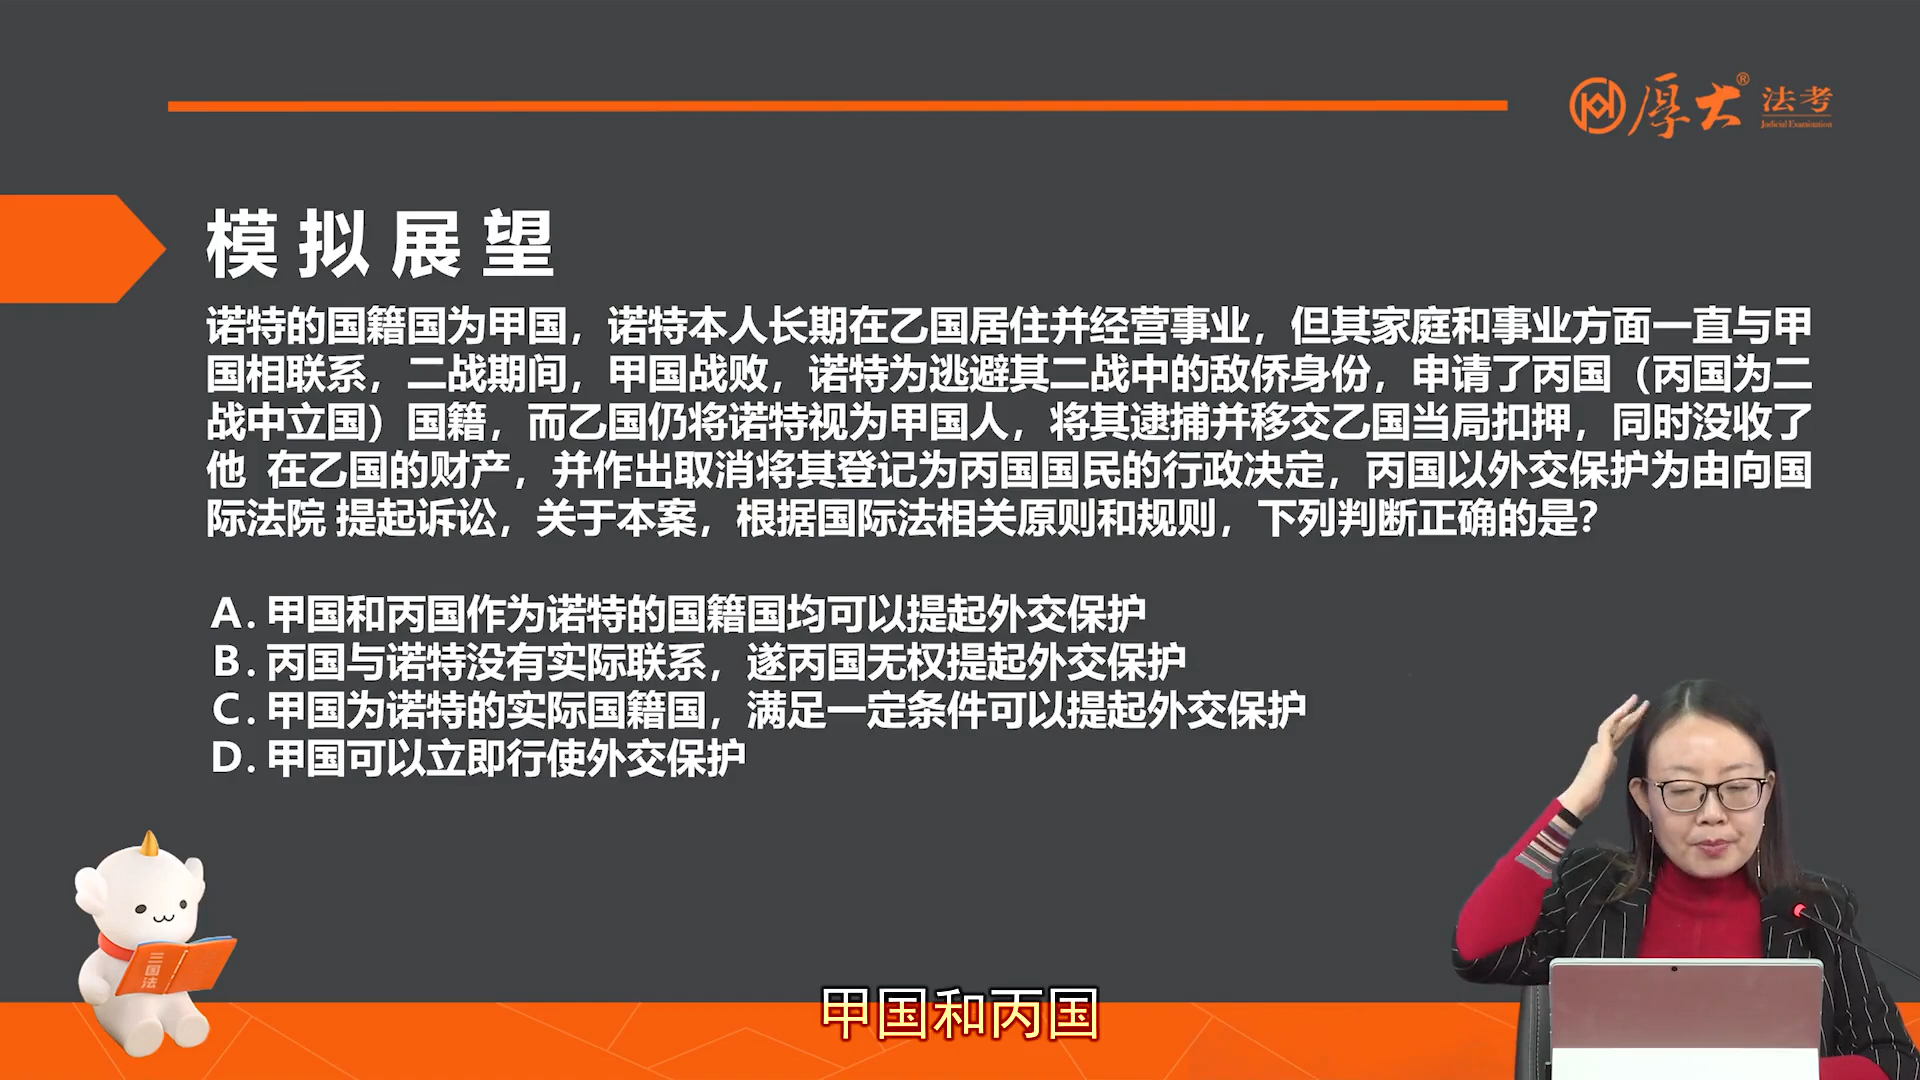 厚大® 法考
Judicial Examination
模拟展望
诺特的国籍国为甲国，诺特本人长期在乙国居住并经营事业，但其家庭和事业方面一直与甲
国相联系，二战期间，甲国战败，诺特为逃避其二战中的敌侨身份，申请了丙国（丙国为二
战中立国）国籍，而乙国仍将诺特视为甲国人，将其逮捕并移交乙国当局扣押，同时没收了
他 在乙国的财产，并作出取消将其登记为丙国国民的行政决定，丙国以外交保护为由向国
际法院 提起诉讼，关于本案，根据国际法相关原则和规则，下列判断正确的是？
A. 甲国和丙国作为诺特的国籍国均可以提起外交保护
B. 丙国与诺特没有实际联系，遂丙国无权提起外交保护
C. 甲国为诺特的实际国籍国，满足一定条件可以提起外交保护
D. 甲国可以立即行使外交保护
三国法
甲国和丙国